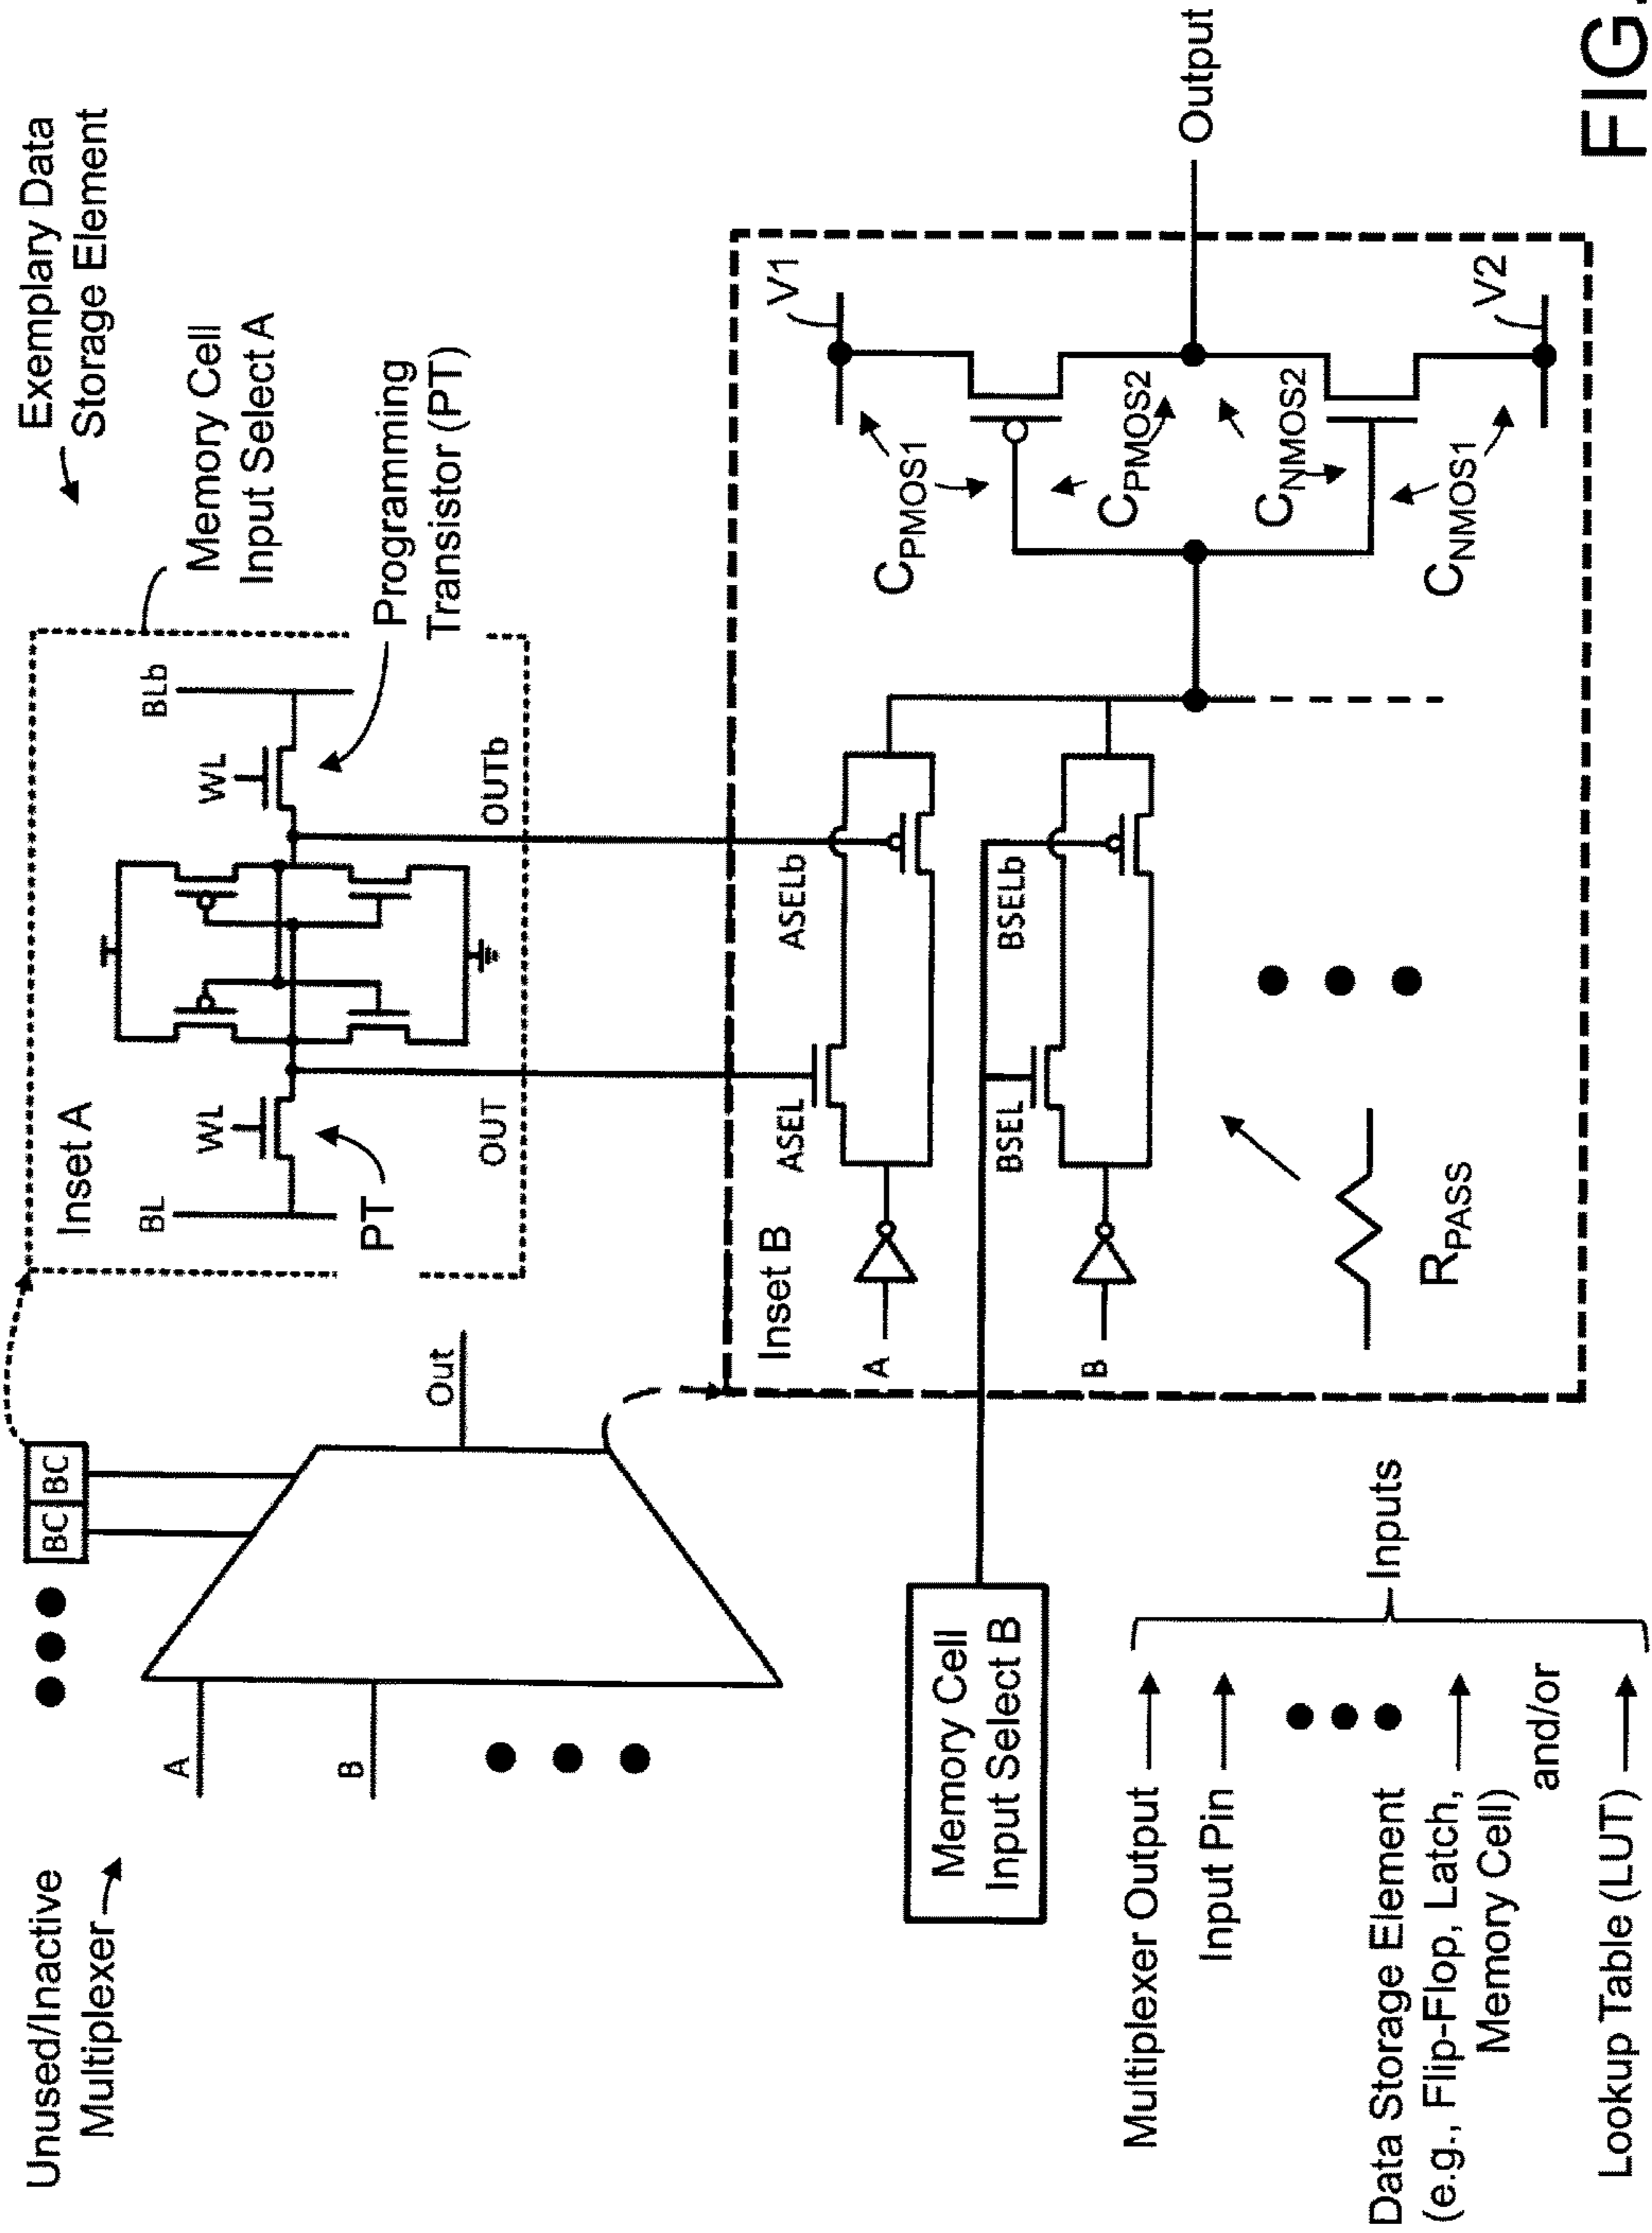 Unused/Inactive
Multiplexer
BC
BC
A
B
Out
Exemplary Data
Storage Element
Inset A
BL
WL
PT
OUT
WL
BLb
OUTb
Memory Cell
Input Select A
Programming
Transistor (PT)
Memory Cell
Input Select B
Inset B
A
ASEL
ASELb
B
BSEL
BSELb
RPASS
V1
CPMOS1
CPMOS2
CNMOS2
CNMOS1
V2
Output
Multiplexer Output
Input Pin
Data Storage Element
(e.g., Flip-Flop, Latch,
Memory Cell)
and/or
Lookup Table (LUT)
Inputs
FIG.